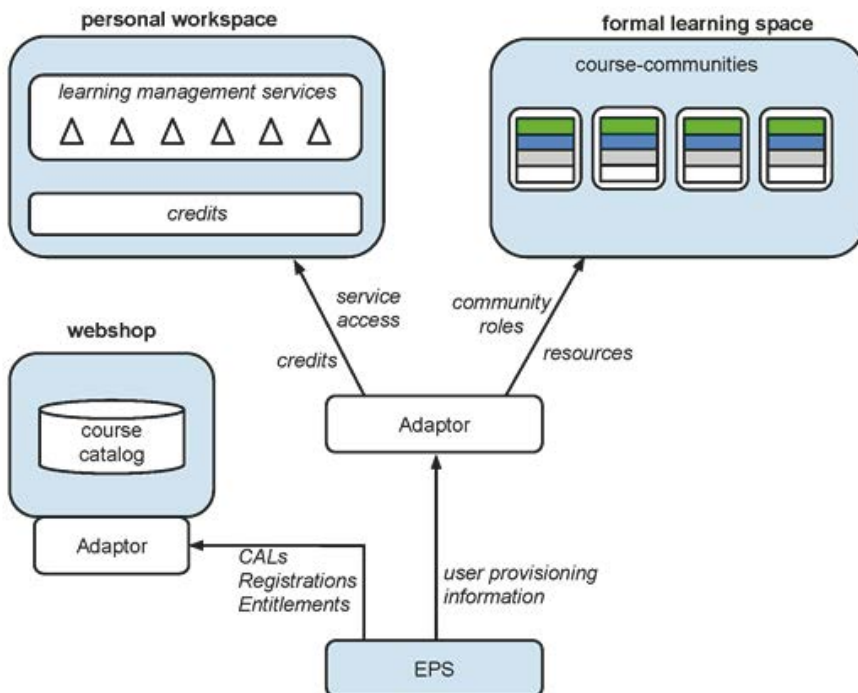 personal workspace
formal learning space
learning management services
course-communities
credits
service
access
credits
community
roles
resources
webshop
course
catalog
Adaptor
Adaptor
CALs
Registrations
Entitlements
user provisioning
information
EPS